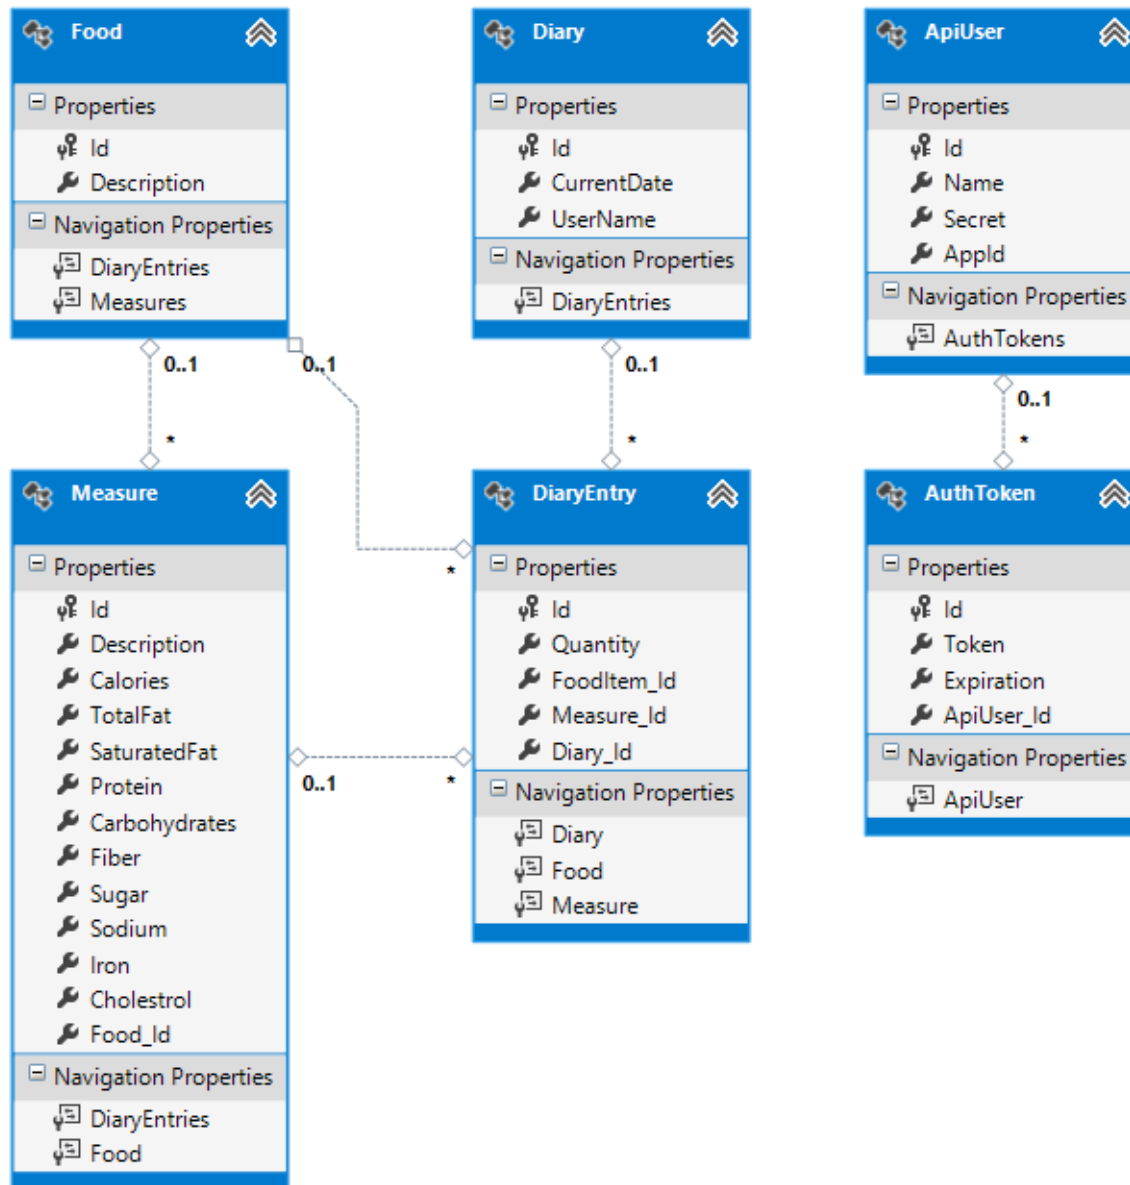 Food
Properties
Id
Description
Navigation Properties
DiaryEntries
Measures
Diary
Properties
Id
CurrentDate
UserName
Navigation Properties
DiaryEntries
ApiUser
Properties
Id
Name
Secret
AppId
Navigation Properties
AuthTokens
0..1
*
0..1
*
0..1
*
0..1
*
Measure
Properties
Id
Description
Calories
TotalFat
SaturatedFat
Protein
Carbohydrates
Fiber
Sugar
Sodium
Iron
Cholestrol
Food_Id
Navigation Properties
DiaryEntries
Food
0..1
*
DiaryEntry
Properties
Id
Quantity
FoodItem_Id
Measure_Id
Diary_Id
Navigation Properties
Diary
Food
Measure
AuthToken
Properties
Id
Token
Expiration
ApiUser_Id
Navigation Properties
ApiUser